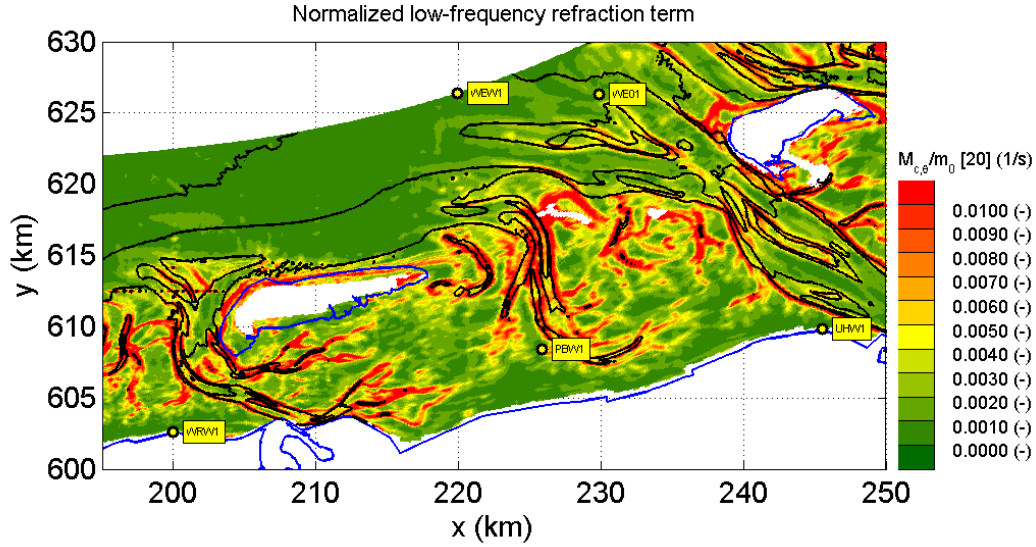 Normalized low-frequency refraction term
630
625
620
615
610
605
600
y (km)
WEW1
WEO1
PBW1
UHW1
WRW1
200
210
220
230
240
250
x (km)
M_c,θ/m_0 [20] (1/s)
0.0100 (-)
0.0090 (-)
0.0080 (-)
0.0070 (-)
0.0060 (-)
0.0050 (-)
0.0040 (-)
0.0030 (-)
0.0020 (-)
0.0010 (-)
0.0000 (-)